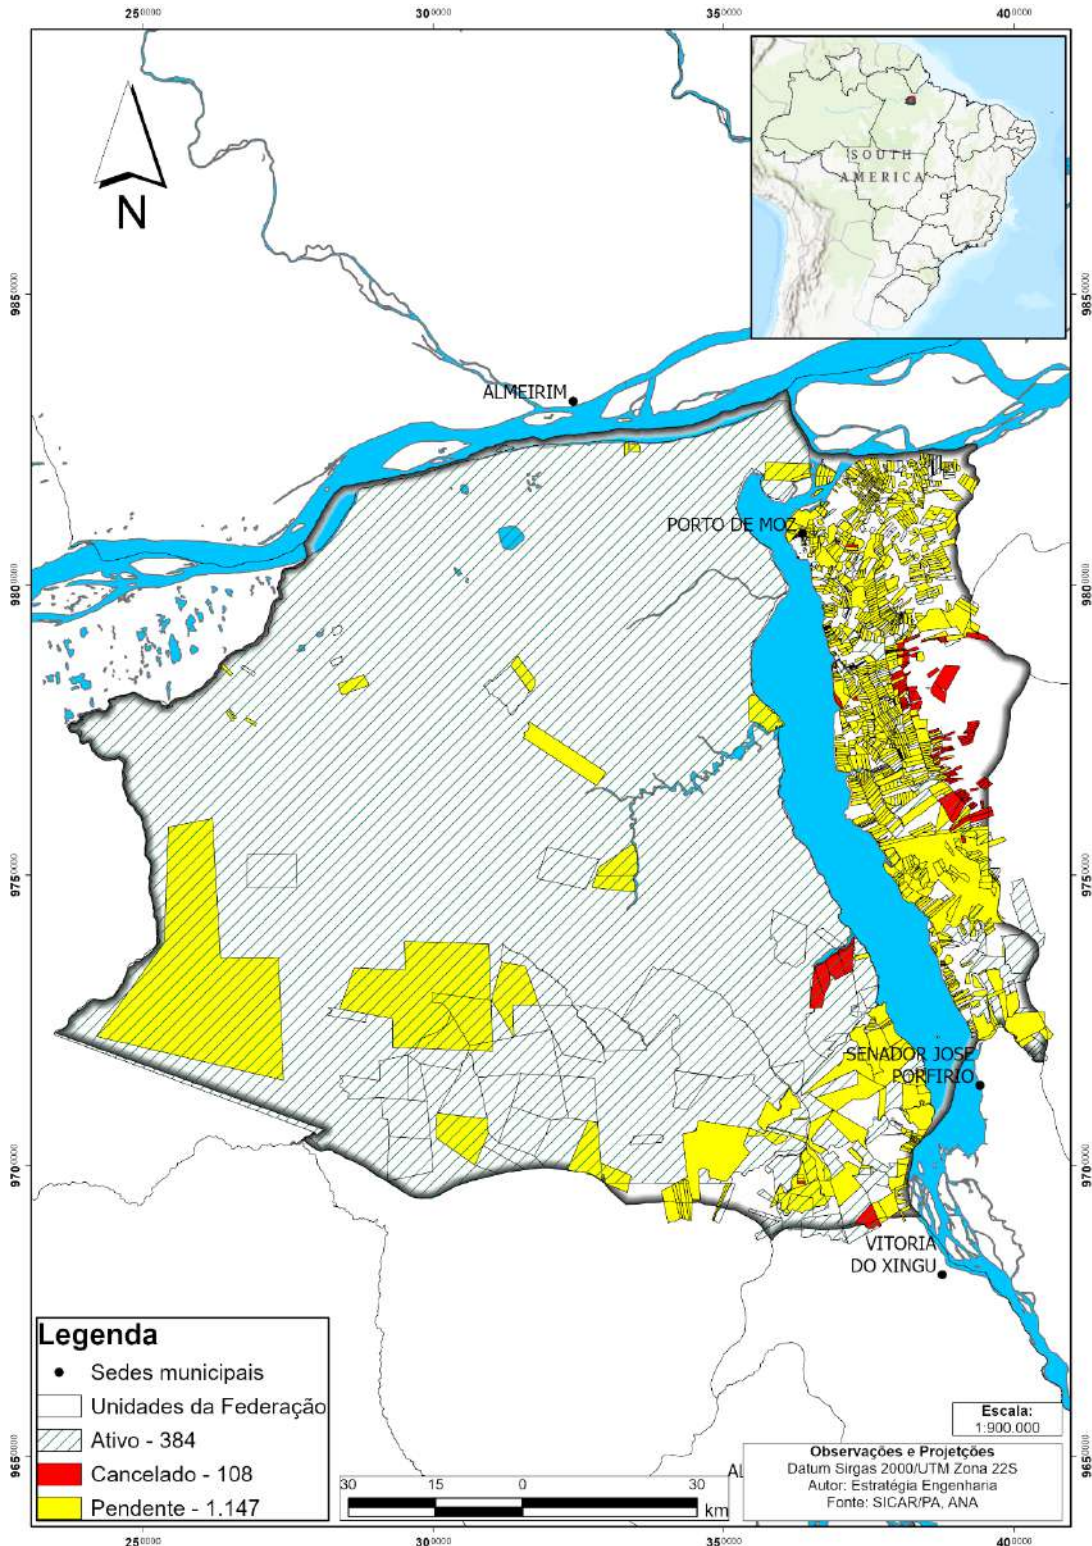 250000
300000
350000
400000
9850000
9850000
SOUTH
AMERICA
N
ALMEIRIM
PORTO DE MOZ
9800000
9800000
9750000
9750000
SENADOR JOSE
PORFIRIO
9700000
9700000
VITORIA
DO XINGU
Legenda
Sedes municipais
Unidades da Federação
Ativo - 384
Cancelado - 108
Pendente - 1.147
Escala:
1:900.000
9650000
9650000
AL
30 15 0 30
km
Observações e Projetções
Datum Sirgas 2000/UTM Zona 22S
Autor: Estratégia Engenharia
Fonte: SICAR/PA, ANA
250000
300000
350000
400000